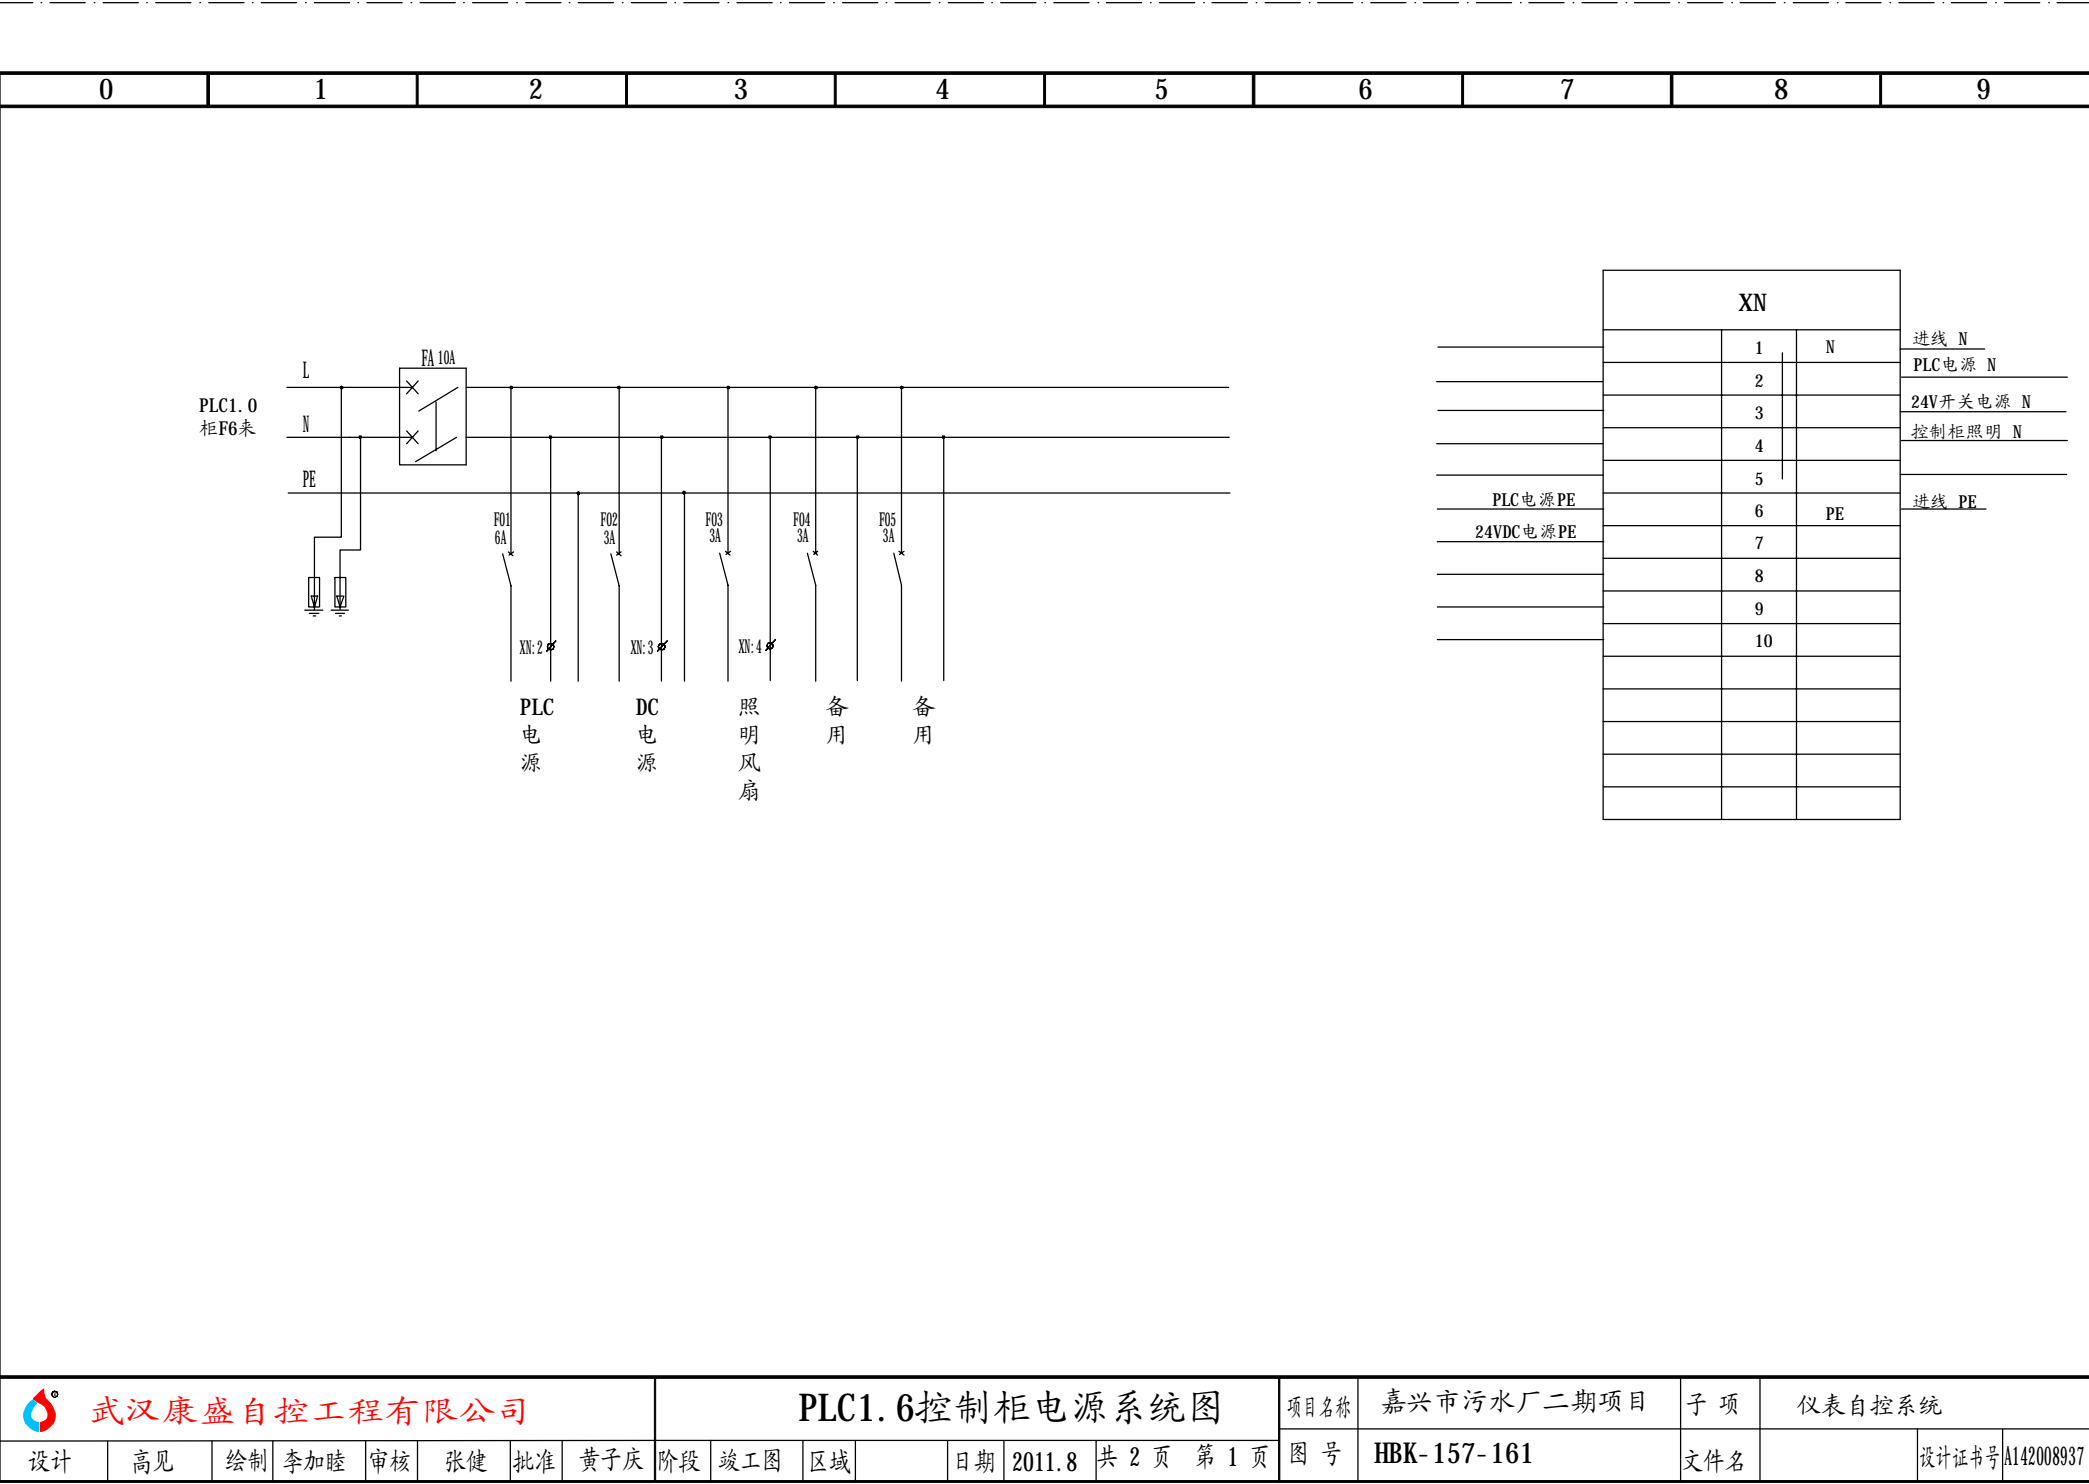 0 1 2 3 4 5 6 7 8 9
PLC1.0
柜F6来
L
N
PE
FA 10A
F01
6A
F02
3A
F03
3A
F04
3A
F05
3A
XN:2
XN:3
XN:4
PLC
电
源
DC
电
源
照
明
风
扇
备
用
备
用
XN
1 N 进线 N
2 PLC电源 N
3 24V开关电源 N
4 控制柜照明 N
5
PLC电源PE 6 PE 进线 PE
24VDC电源PE 7
8
9
10
武汉康盛自控工程有限公司
PLC1.6控制柜电源系统图
项目名称 嘉兴市污水厂二期项目 子 项 仪表自控系统
设计 高见 绘制 李加睦 审核 张健 批准 黄子庆 阶段 竣工图 区域 日期 2011.8 共 2 页 第 1 页 图 号 HBK-157-161 文件名 设计证书号 A142008937